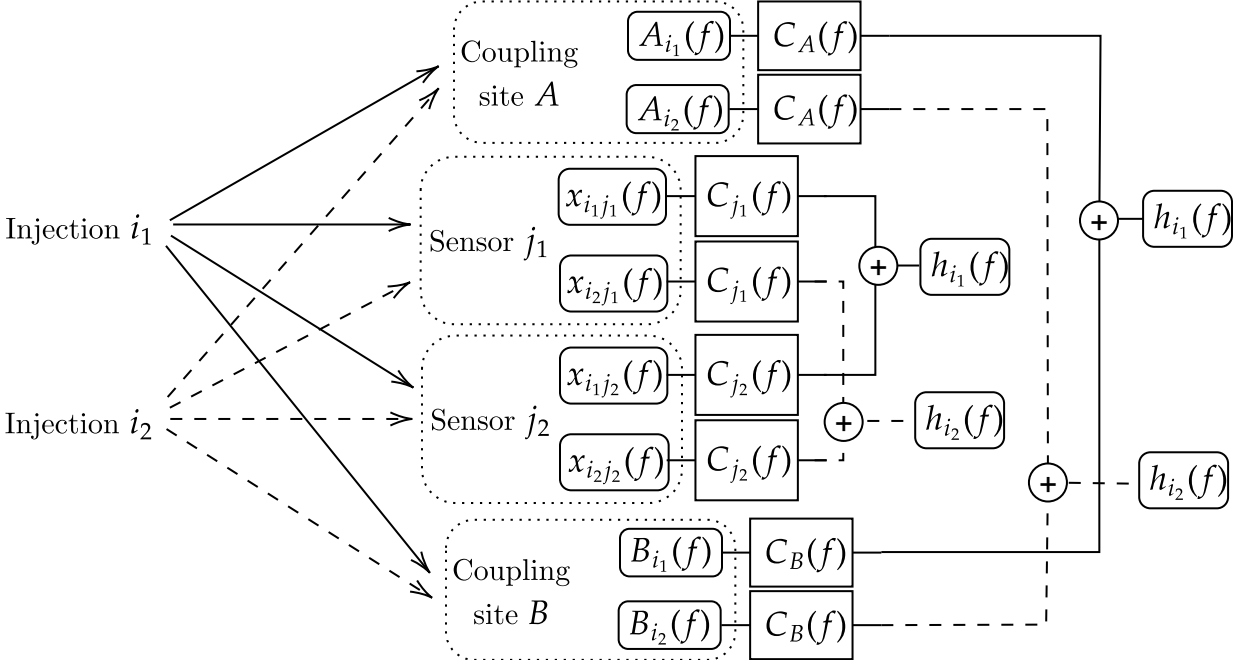 Coupling
site A
A_{i_1}(f)
C_A(f)
A_{i_2}(f)
C_A(f)
Injection i_1
Sensor j_1
x_{i_1j_1}(f)
C_{j_1}(f)
x_{i_2j_1}(f)
C_{j_1}(f)
+
h_{i_1}(f)
+
h_{i_1}(f)
Injection i_2
Sensor j_2
x_{i_1j_2}(f)
C_{j_2}(f)
x_{i_2j_2}(f)
C_{j_2}(f)
+
h_{i_2}(f)
+
h_{i_2}(f)
Coupling
site B
B_{i_1}(f)
C_B(f)
B_{i_2}(f)
C_B(f)